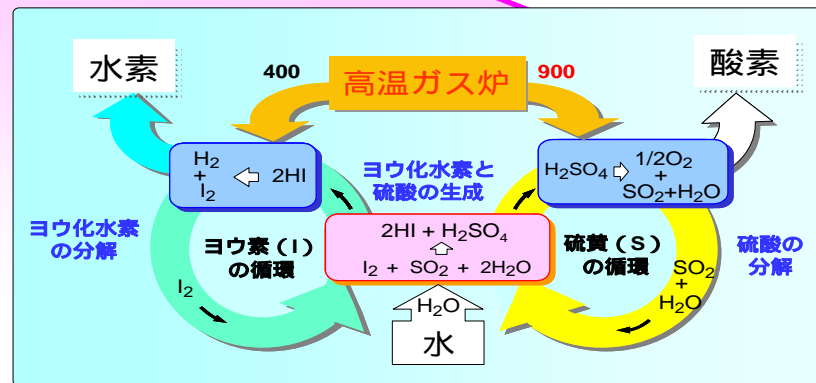 水素
400
高温ガス炉
900
酸素
H₂
+
I₂
2HI
ヨウ化水素と
硫酸の生成
H₂SO₄
1/2O₂
+
SO₂+H₂O
ヨウ化水素
の分解
ヨウ素(I)
の循環
2HI + H₂SO₄
I₂ + SO₂ + 2H₂O
硫黄(S)
の循環
硫酸の
分解
I₂
SO₂
+
H₂O
H₂O
水